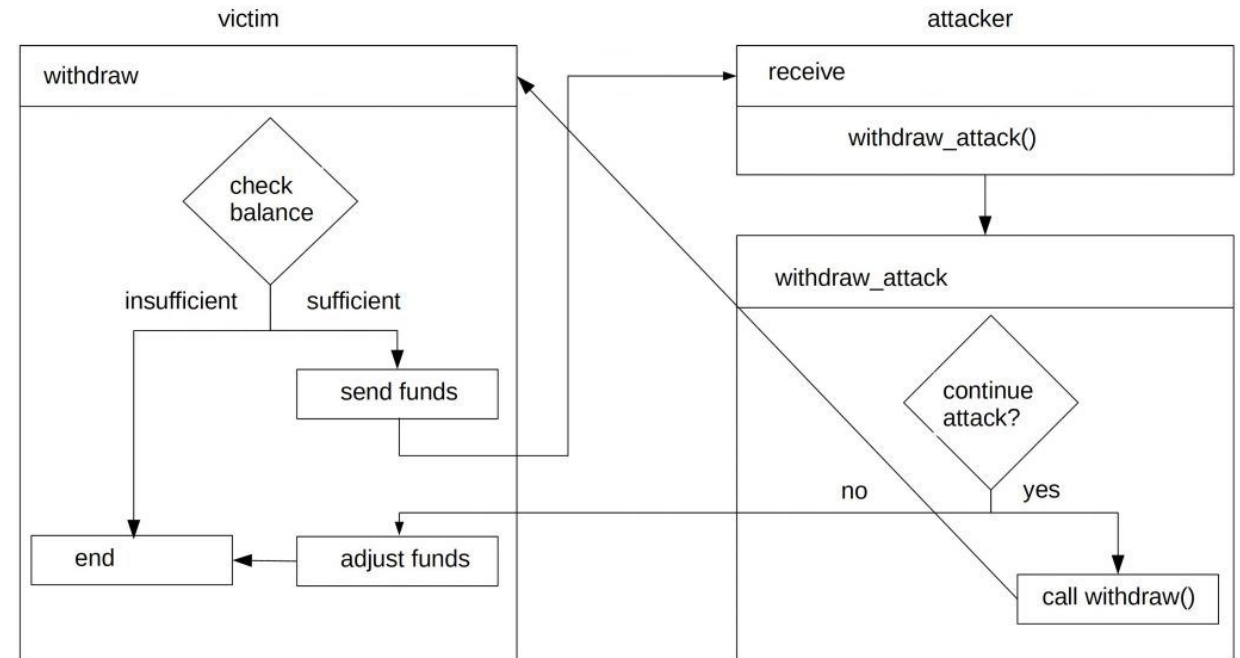 victim
attacker
withdraw
receive
withdraw_attack()
check
balance
insufficient
sufficient
withdraw_attack
send funds
continue
attack?
no
yes
end
adjust funds
call withdraw()